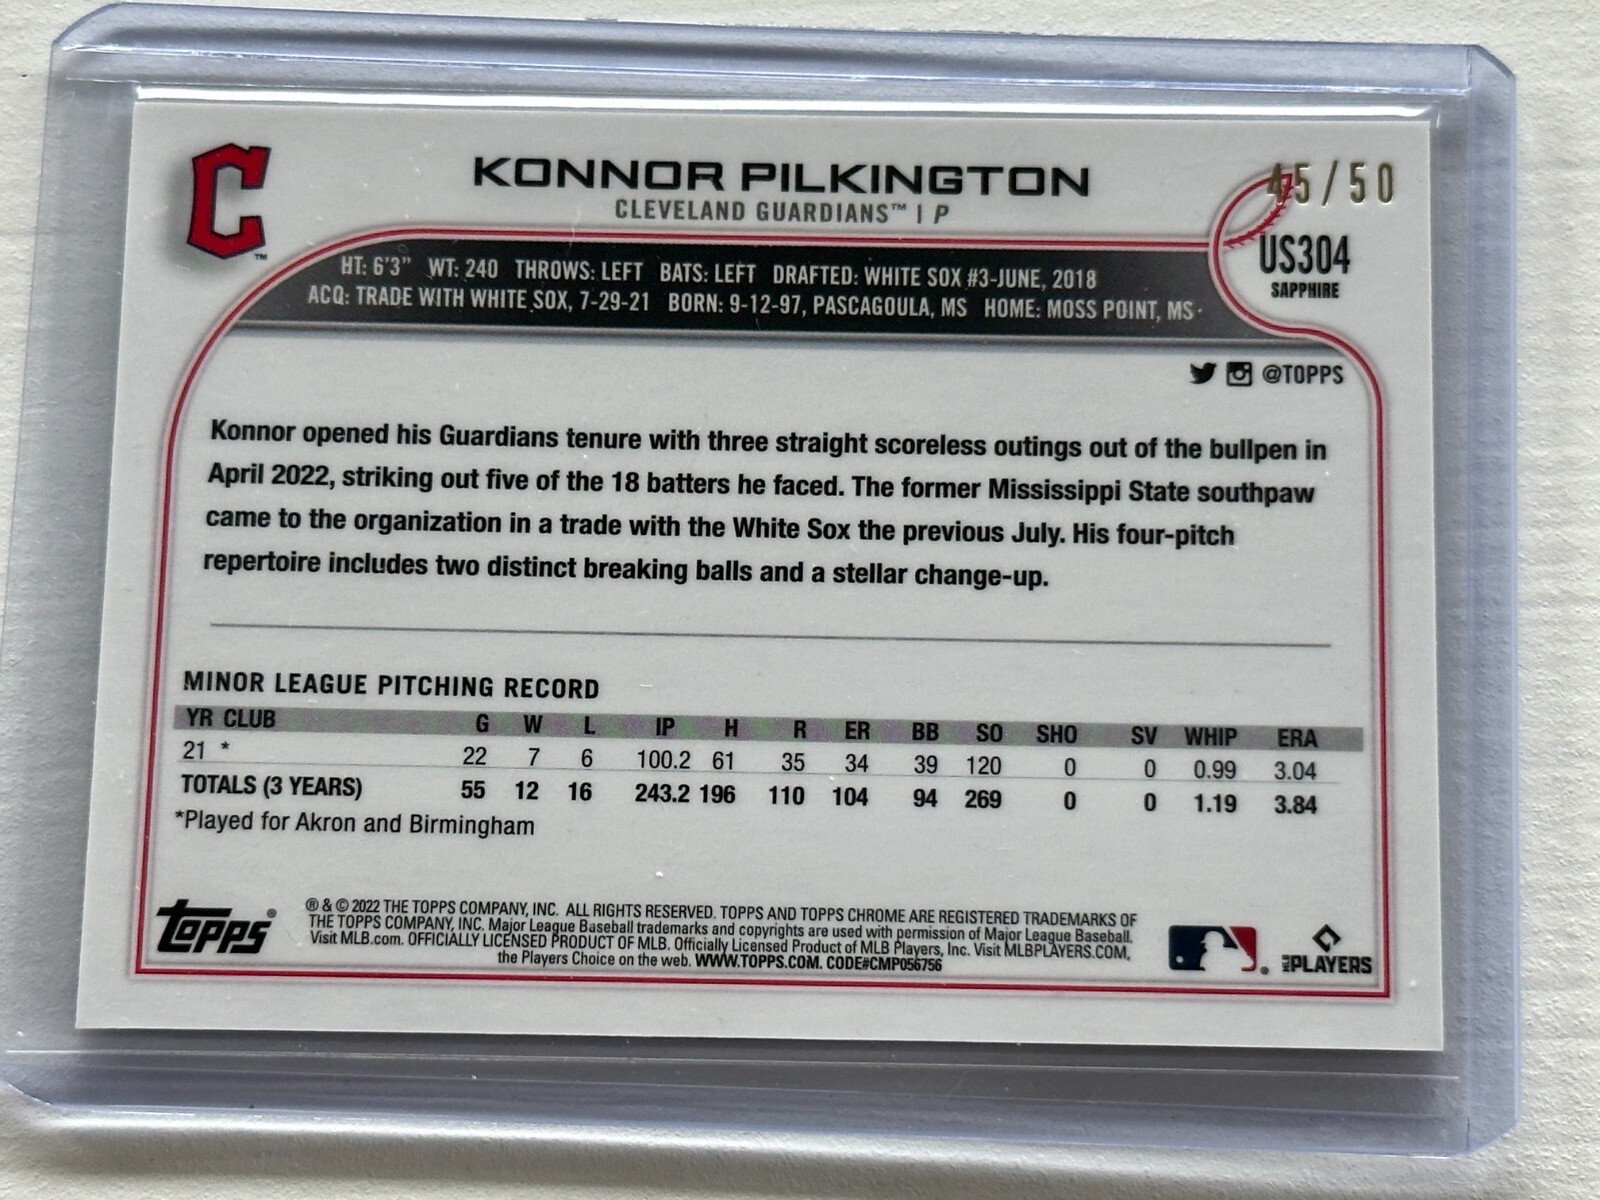 C
™
KONNOR PILKINGTON
45/50
CLEVELAND GUARDIANS™ | P
US304
SAPPHIRE
HT: 6'3" WT: 240 THROWS: LEFT BATS: LEFT DRAFTED: WHITE SOX #3-JUNE, 2018
ACQ: TRADE WITH WHITE SOX, 7-29-21 BORN: 9-12-97, PASCAGOULA, MS HOME: MOSS POINT, MS
@TOPPS
Konnor opened his Guardians tenure with three straight scoreless outings out of the bullpen in
April 2022, striking out five of the 18 batters he faced. The former Mississippi State southpaw
came to the organization in a trade with the White Sox the previous July. His four-pitch
repertoire includes two distinct breaking balls and a stellar change-up.
MINOR LEAGUE PITCHING RECORD
YR CLUB G W L IP H R ER BB SO SHO SV WHIP ERA
21 * 22 7 6 100.2 61 35 34 39 120 0 0 0.99 3.04
TOTALS (3 YEARS) 55 12 16 243.2 196 110 104 94 269 0 0 1.19 3.84
*Played for Akron and Birmingham
topps®
® & © 2022 THE TOPPS COMPANY, INC. ALL RIGHTS RESERVED. TOPPS AND TOPPS CHROME ARE REGISTERED TRADEMARKS OF
THE TOPPS COMPANY, INC. Major League Baseball trademarks and copyrights are used with permission of Major League Baseball.
Visit MLB.com. OFFICIALLY LICENSED PRODUCT OF MLB. Officially Licensed Product of MLB Players, Inc. Visit MLBPLAYERS.COM,
the Players Choice on the web. WWW.TOPPS.COM. CODE#CMP056756
MLB PLAYERS